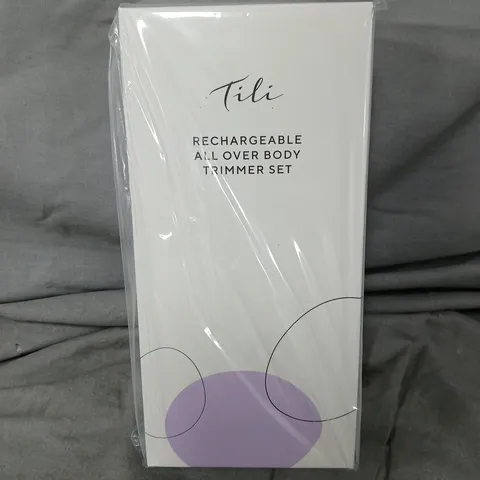 Tili
RECHARGEABLE
ALL OVER BODY
TRIMMER SET